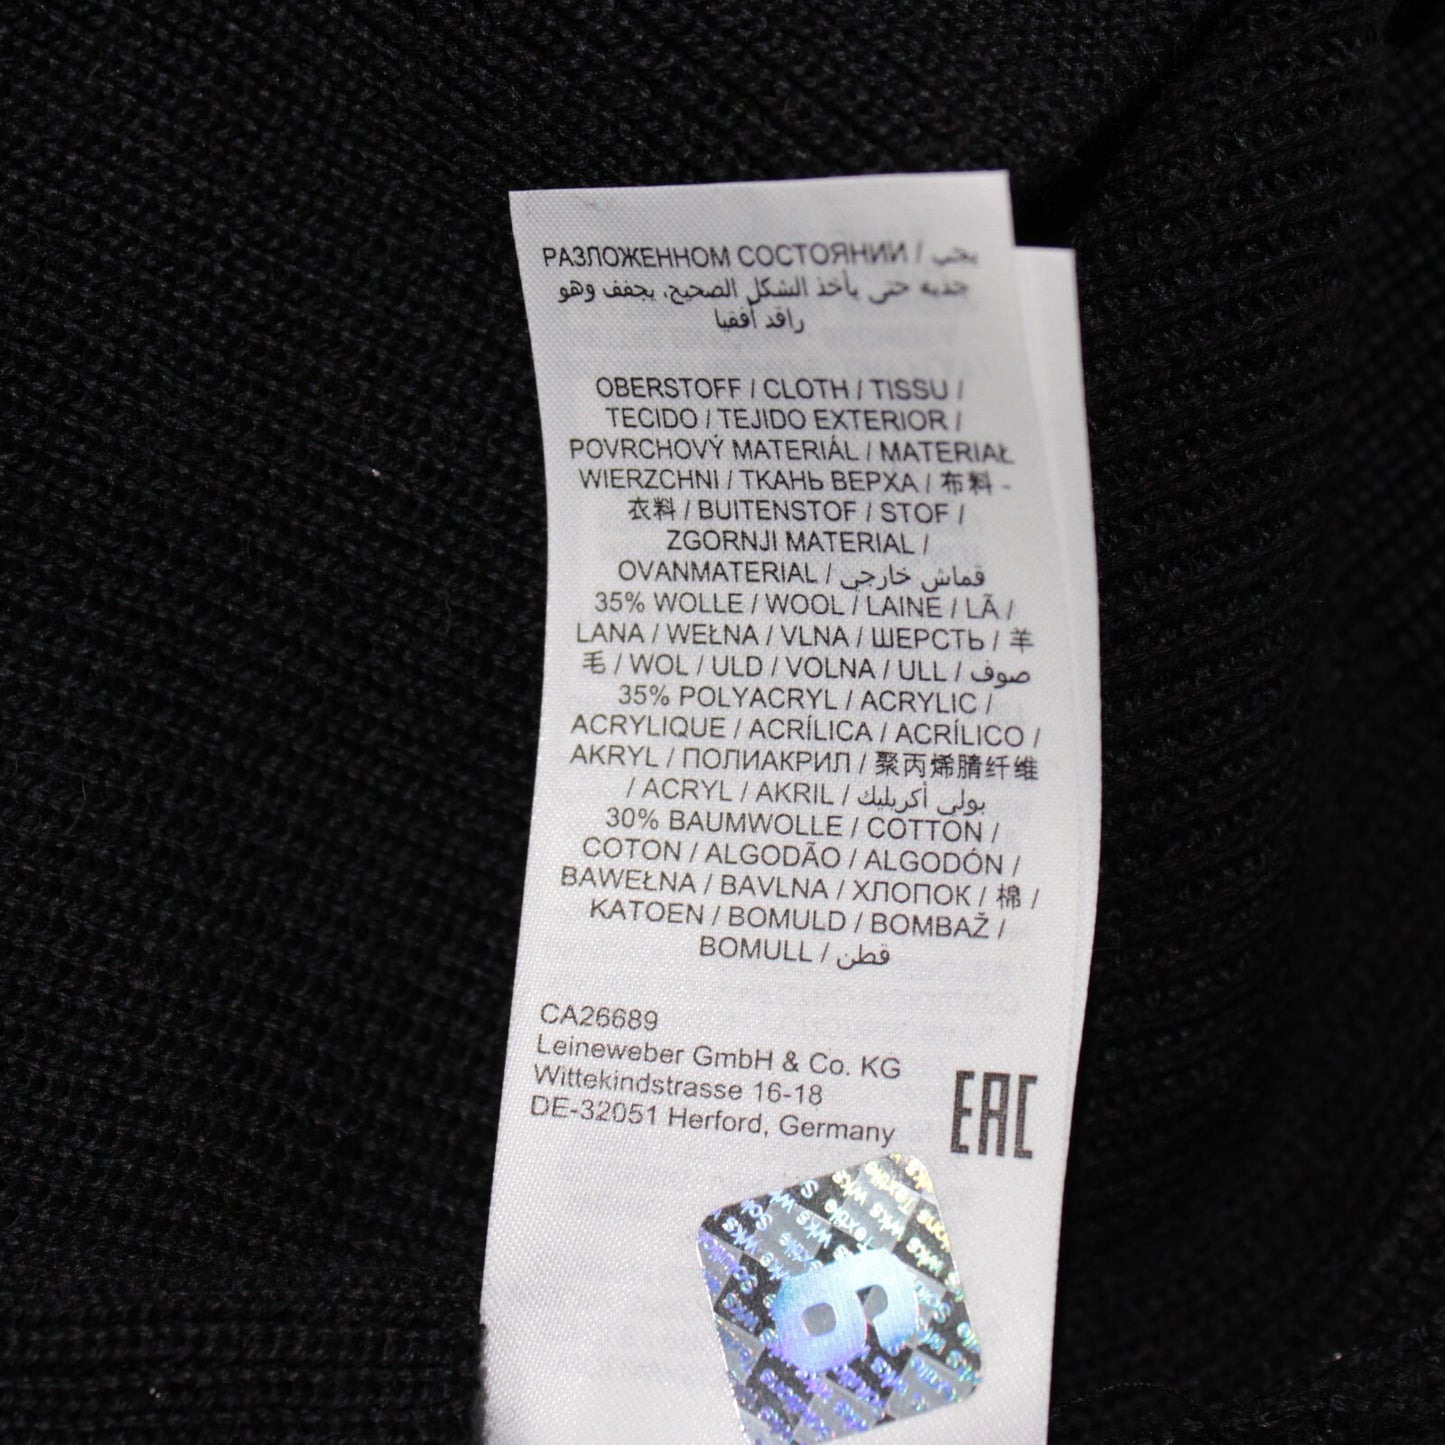 РАЗЛОЖЕННОМ СОСТОЯНИИ / يجب
جذبه حتى يأخذ الشكل الصحيح، يجفف وهو
راقد أفقيا
OBERSTOFF / CLOTH / TISSU /
TECIDO / TEJIDO EXTERIOR /
POVRCHOVÝ MATERIÁL / MATERIAŁ
WIERZCHNI / ТКАНЬ ВЕРХА / 布料 -
衣料 / BUITENSTOF / STOF /
ZGORNJI MATERIAL /
OVANMATERIAL / قماش خارجي
35% WOLLE / WOOL / LAINE / LÃ /
LANA / WEŁNA / VLNA / ШЕРСТЬ / 羊
毛 / WOL / ULD / VOLNA / ULL / صوف
35% POLYACRYL / ACRYLIC /
ACRYLIQUE / ACRÍLICA / ACRÍLICO /
AKRYL / ПОЛИАКРИЛ / 聚丙烯腈纤维
/ ACRYL / AKRIL / بولي أكريليك
30% BAUMWOLLE / COTTON /
COTON / ALGODÃO / ALGODÓN /
BAWEŁNA / BAVLNA / ХЛОПОК / 棉 /
KATOEN / BOMULD / BOMBAŽ /
BOMULL / قطن
CA26689
Leineweber GmbH & Co. KG
Wittekindstrasse 16-18
DE-32051 Herford, Germany
EAC